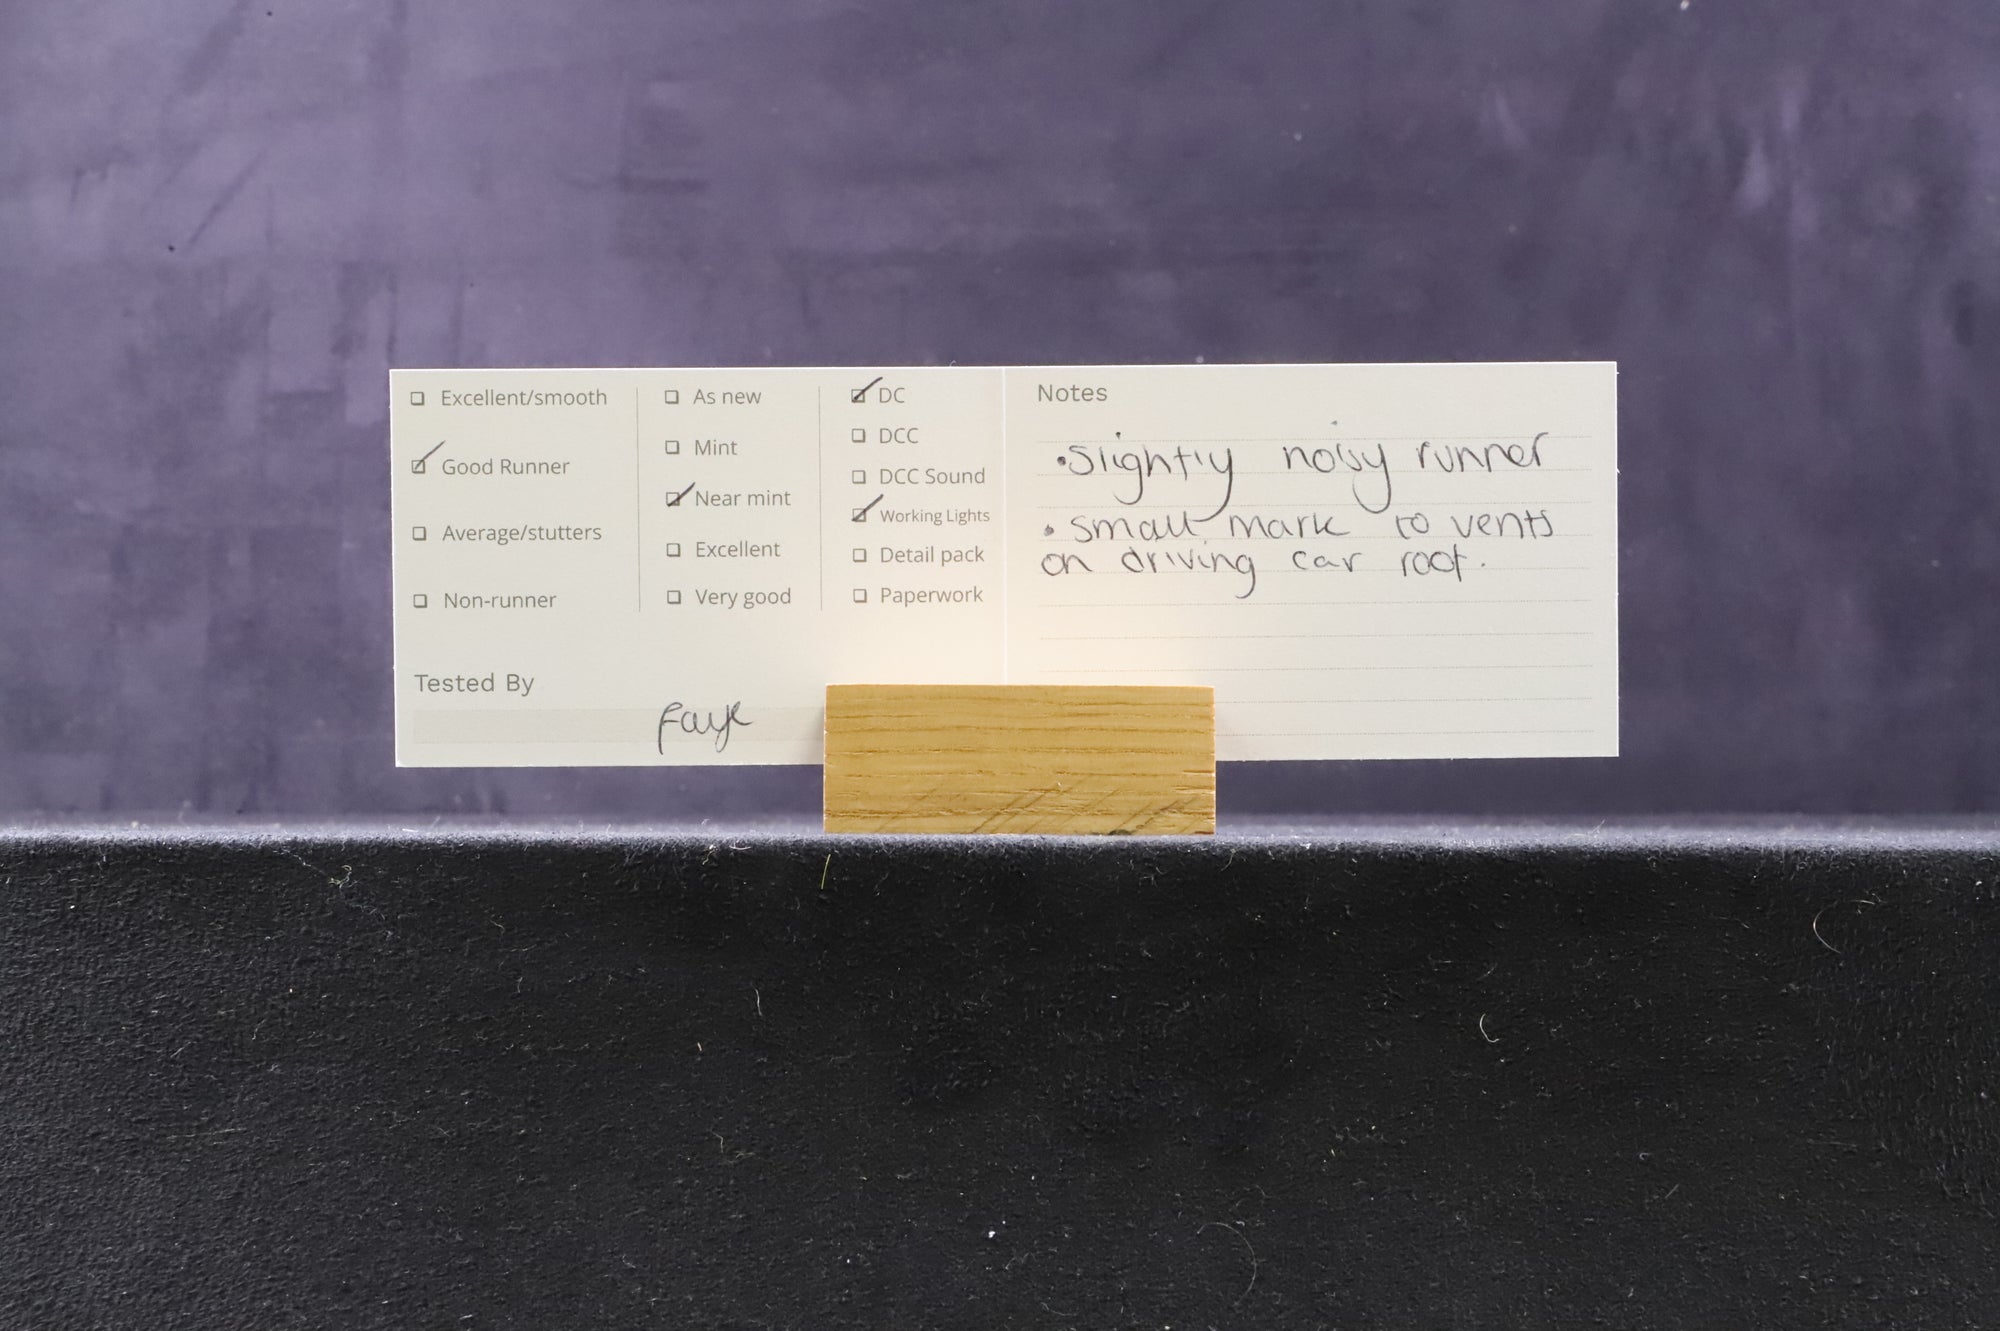 ☐ Excellent/smooth
☑ Good Runner
☐ Average/stutters
☐ Non-runner
☐ As new
☐ Mint
☑ Near mint
☐ Excellent
☐ Very good
☑ DC
☐ DCC
☐ DCC Sound
☑ Working Lights
☐ Detail pack
☐ Paperwork
Tested By
Faye
Notes
• slightly noisy runner
• small mark to vents
on driving car roof.